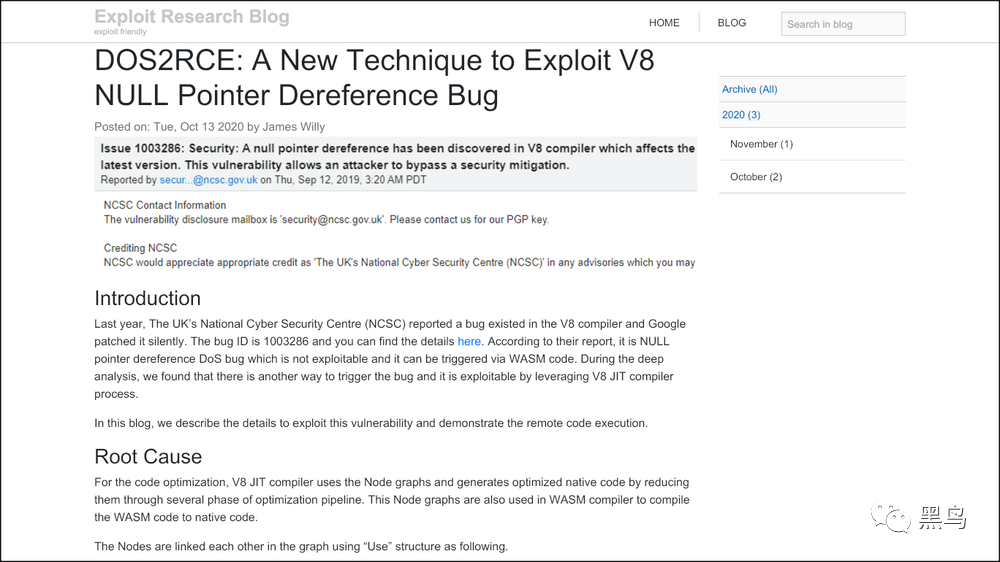 Exploit Research Blog
exploit friendly
HOME
BLOG
Search in blog
DOS2RCE: A New Technique to Exploit V8
NULL Pointer Dereference Bug
Posted on: Tue, Oct 13 2020 by James Willy
Issue 1003286: Security: A null pointer dereference has been discovered in V8 compiler which affects the
latest version. This vulnerability allows an attacker to bypass a security mitigation.
Reported by secur...@ncsc.gov.uk on Thu, Sep 12, 2019, 3:20 AM PDT
NCSC Contact Information
The vulnerability disclosure mailbox is 'security@ncsc.gov.uk'. Please contact us for our PGP key.
Crediting NCSC
NCSC would appreciate appropriate credit as 'The UK's National Cyber Security Centre (NCSC)' in any advisories which you may
Introduction
Last year, The UK's National Cyber Security Centre (NCSC) reported a bug existed in the V8 compiler and Google
patched it silently. The bug ID is 1003286 and you can find the details here. According to their report, it is NULL
pointer dereference DoS bug which is not exploitable and it can be triggered via WASM code. During the deep
analysis, we found that there is another way to trigger the bug and it is exploitable by leveraging V8 JIT compiler
process.
In this blog, we describe the details to exploit this vulnerability and demonstrate the remote code execution.
Root Cause
For the code optimization, V8 JIT compiler uses the Node graphs and generates optimized native code by reducing
them through several phase of optimization pipeline. This Node graphs are also used in WASM compiler to compile
the WASM code to native code.
The Nodes are linked each other in the graph using “Use” structure as following.
Archive (All)
2020 (3)
November (1)
October (2)
黑鸟